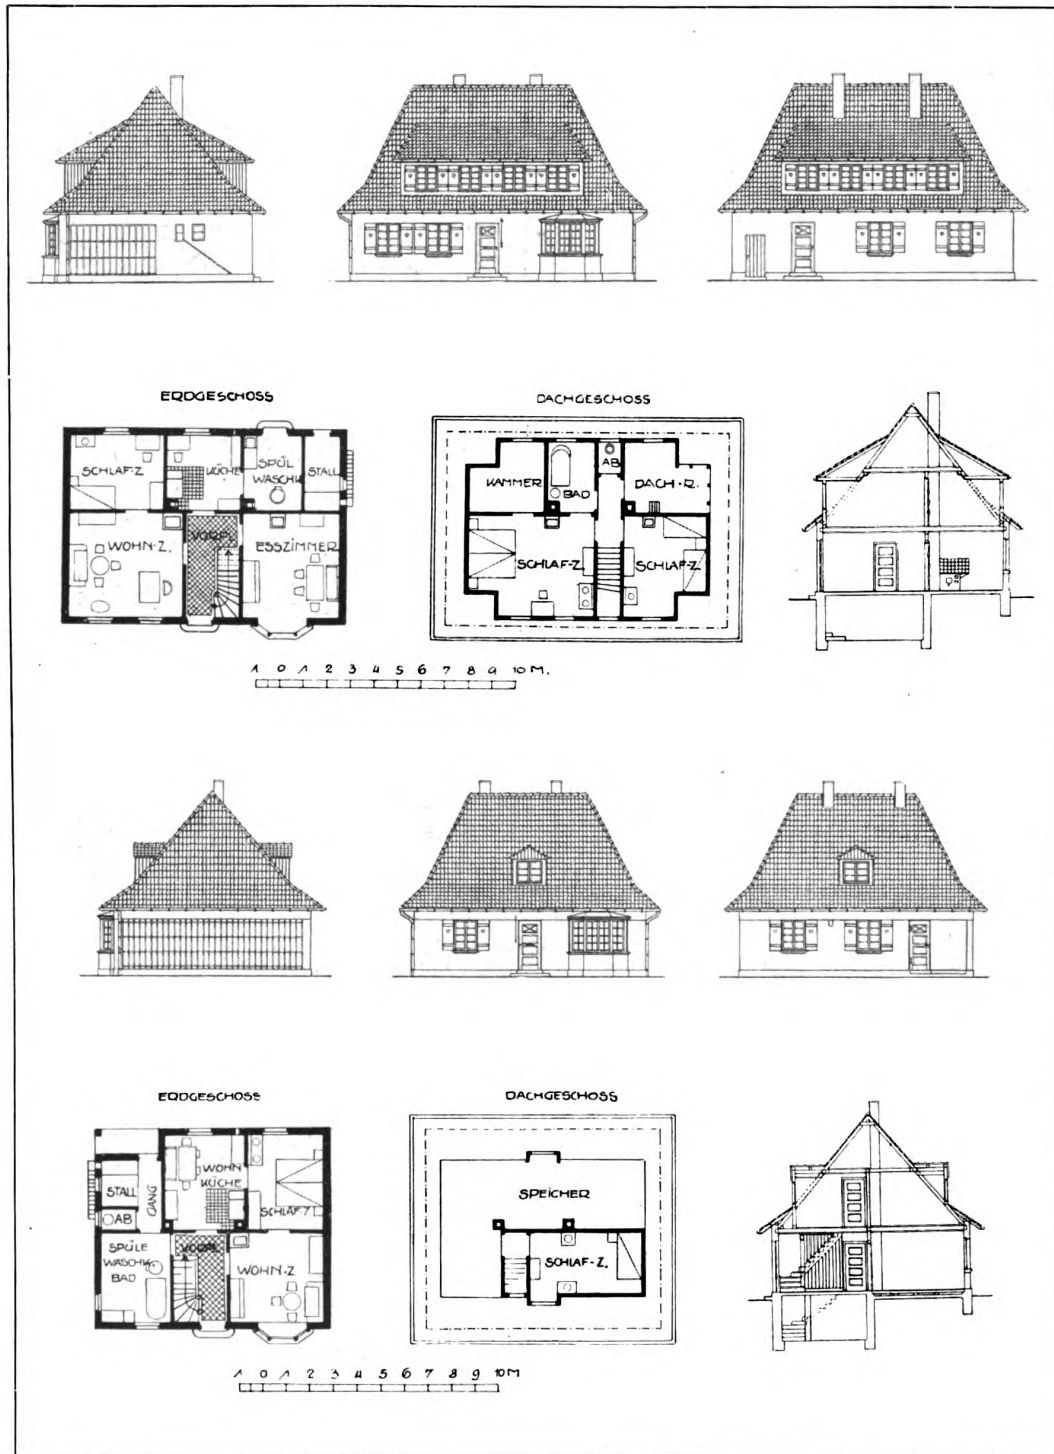 ERDGESCHOSS
SCHLAF-Z
KÜCHE
SPÜL
WASCHK
STALL
WOHN-Z.
VORPL
ESSZIMMER
DACHGESCHOSS
KAMMER
BAD
AB
DACH-R.
SCHLAF-Z.
SCHLAF-Z.
1 0 1 2 3 4 5 6 7 8 9 10 M.
ERDGESCHOSS
STALL
GANG
WOHN
KÜCHE
AB
SCHLAF-Z
SPÜLE
WASCHK.
BAD
VORPL
WOHN-Z
DACHGESCHOSS
SPEICHER
SCHLAF-Z.
1 0 1 2 3 4 5 6 7 8 9 10 M